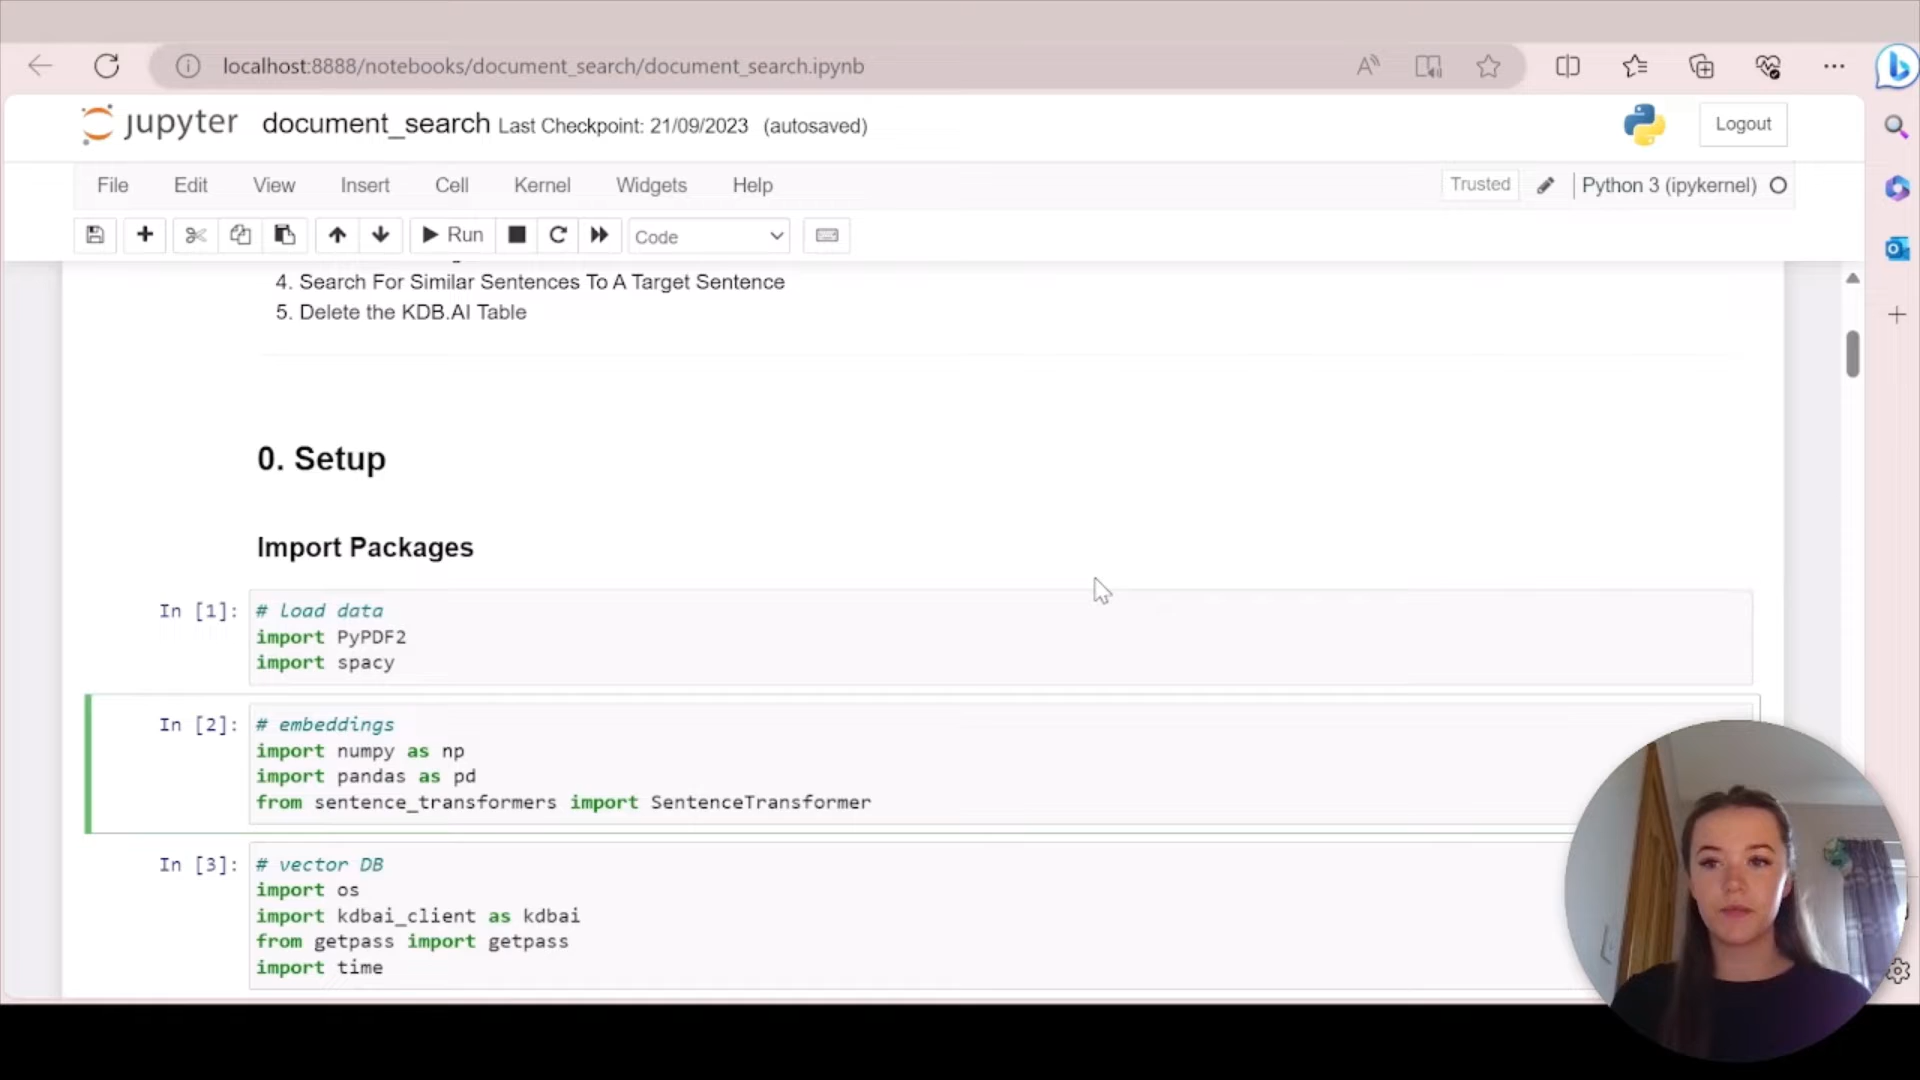 localhost:8888/notebooks/document_search/document_search.ipynb
jupyter document_search Last Checkpoint: 21/09/2023 (autosaved)
Logout
File Edit View Insert Cell Kernel Widgets Help
Trusted Python 3 (ipykernel)
Run Code
4. Search For Similar Sentences To A Target Sentence
5. Delete the KDB.AI Table
0. Setup
Import Packages
In [1]: # Load data
import PyPDF2
import spacy
In [2]: # embeddings
import numpy as np
import pandas as pd
from sentence_transformers import SentenceTransformer
In [3]: # vector DB
import os
import kdbai_client as kdbai
from getpass import getpass
import time